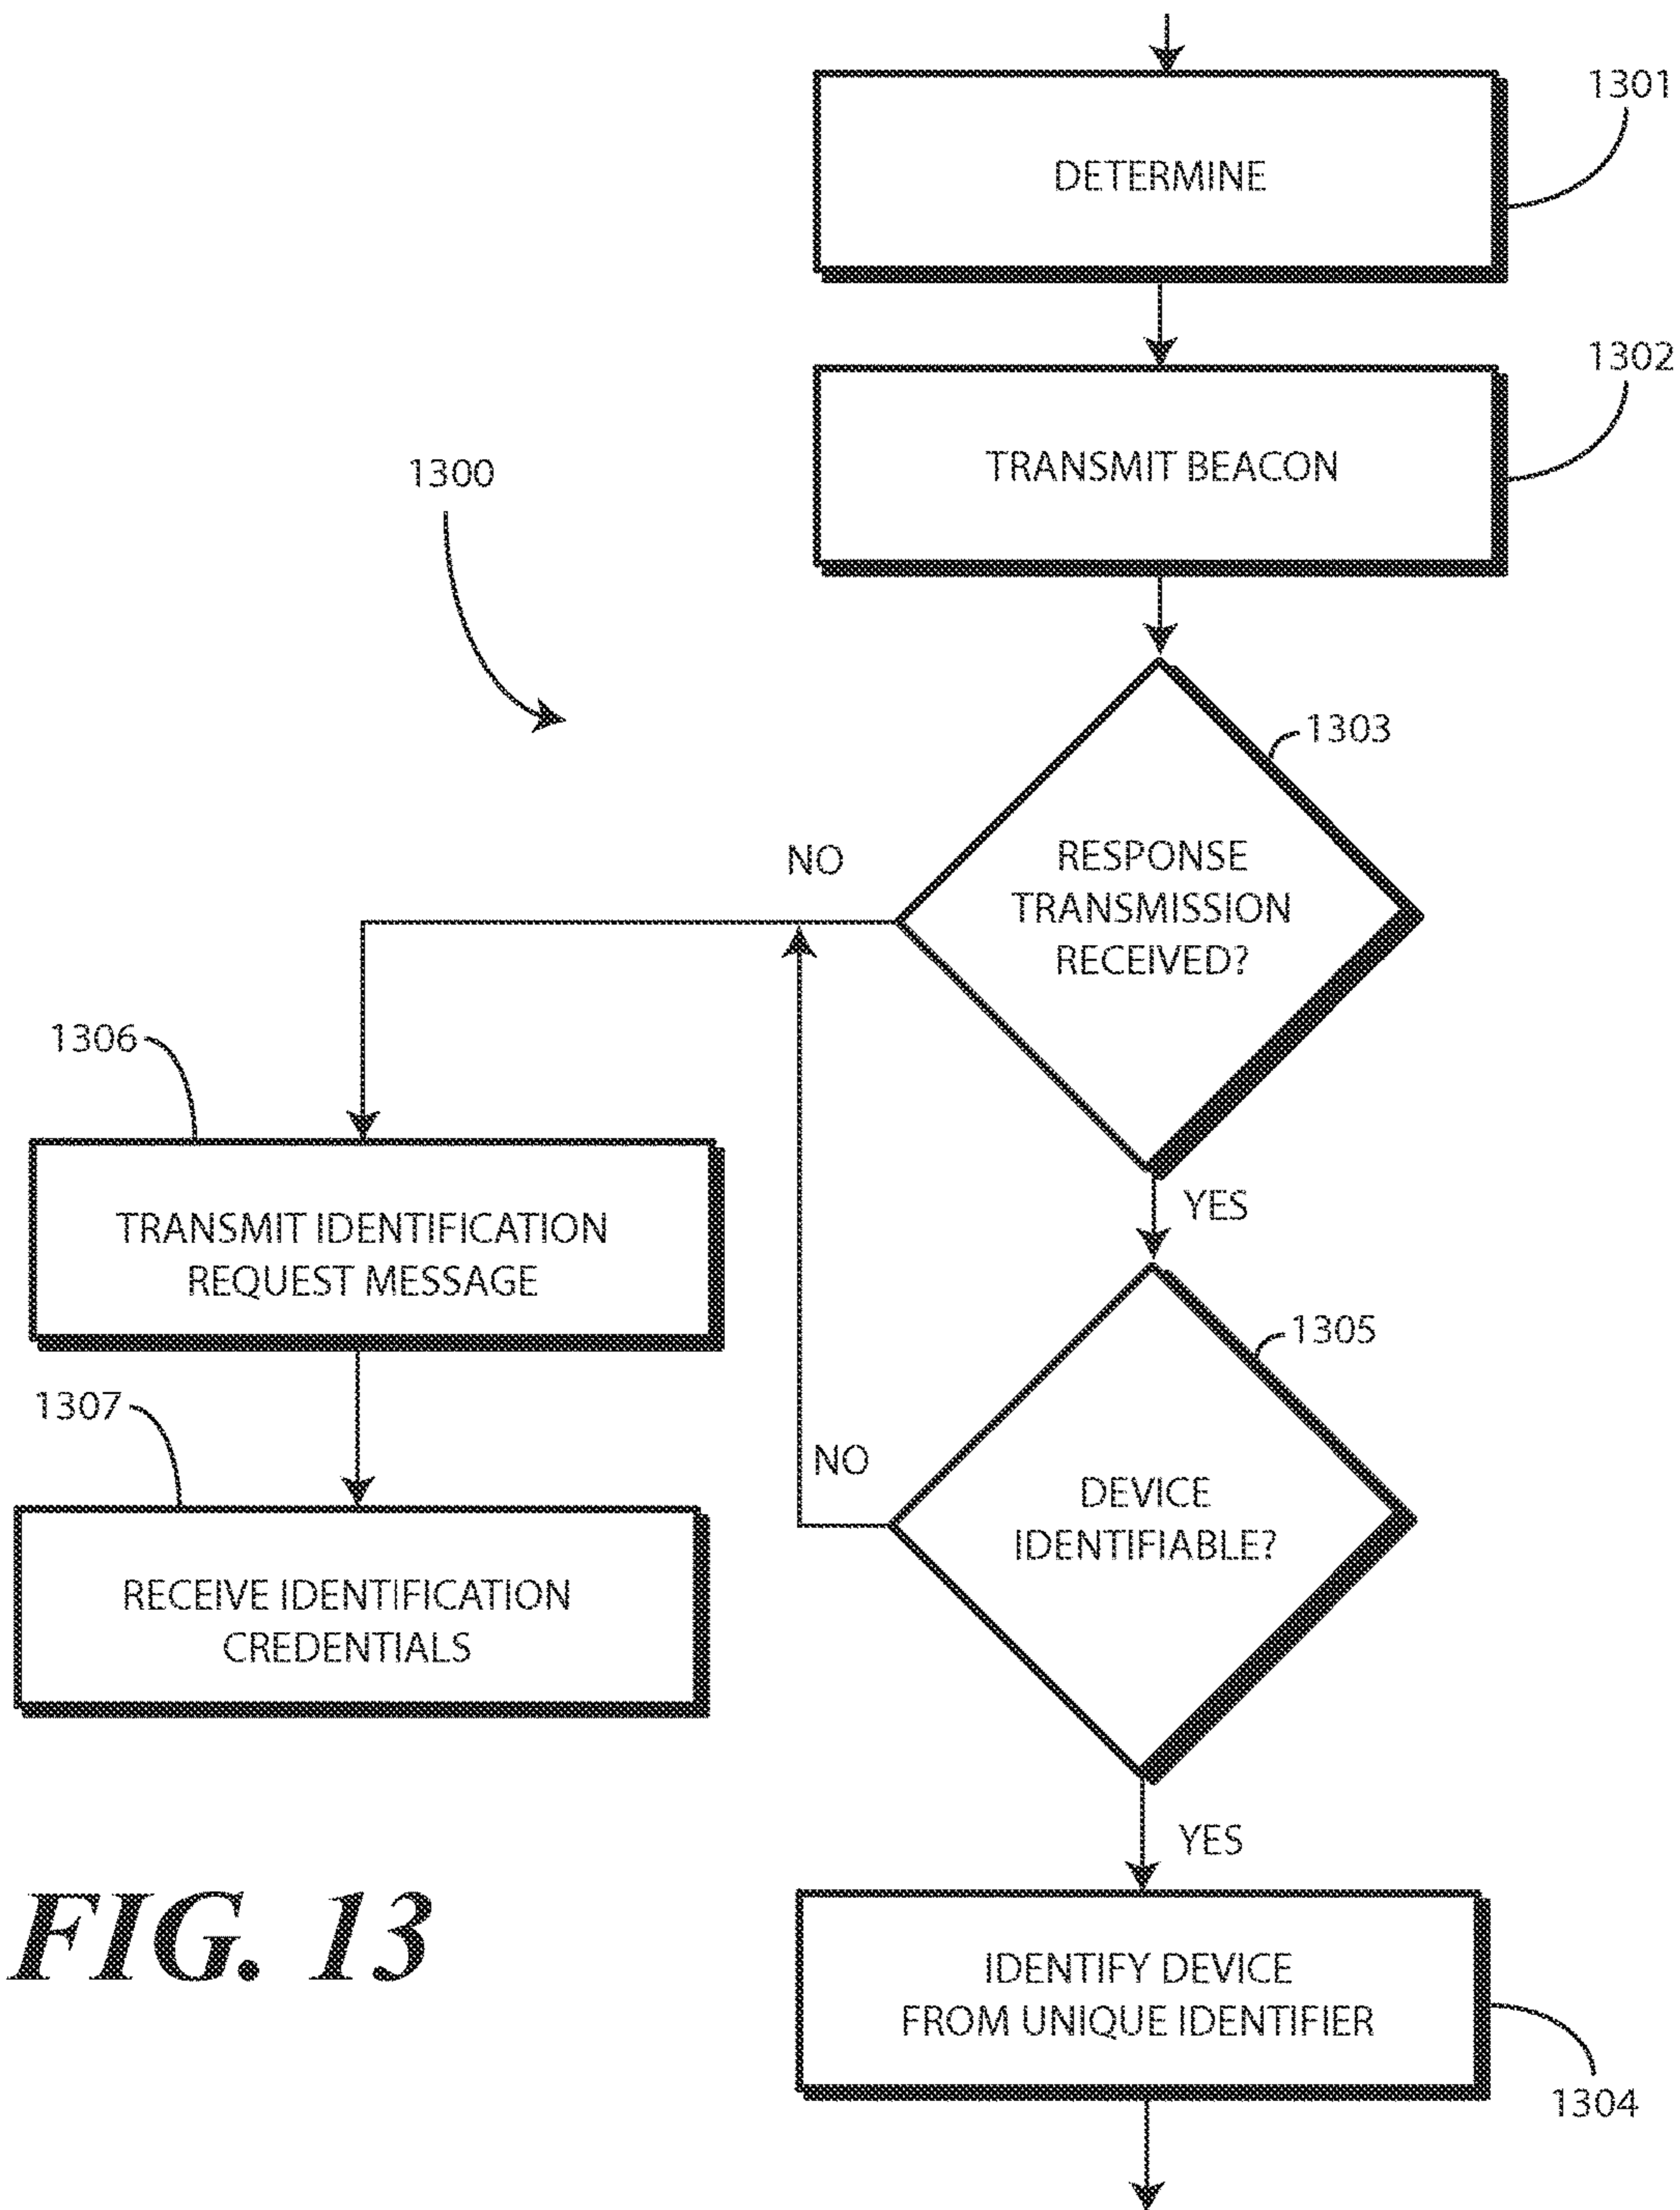 1301
DETERMINE
1302
TRANSMIT BEACON
1300
1303
RESPONSE
TRANSMISSION
RECEIVED?
NO
1306
TRANSMIT IDENTIFICATION
REQUEST MESSAGE
YES
1305
1307
NO
DEVICE
IDENTIFIABLE?
RECEIVE IDENTIFICATION
CREDENTIALS
YES
FIG. 13
IDENTIFY DEVICE
FROM UNIQUE IDENTIFIER
1304